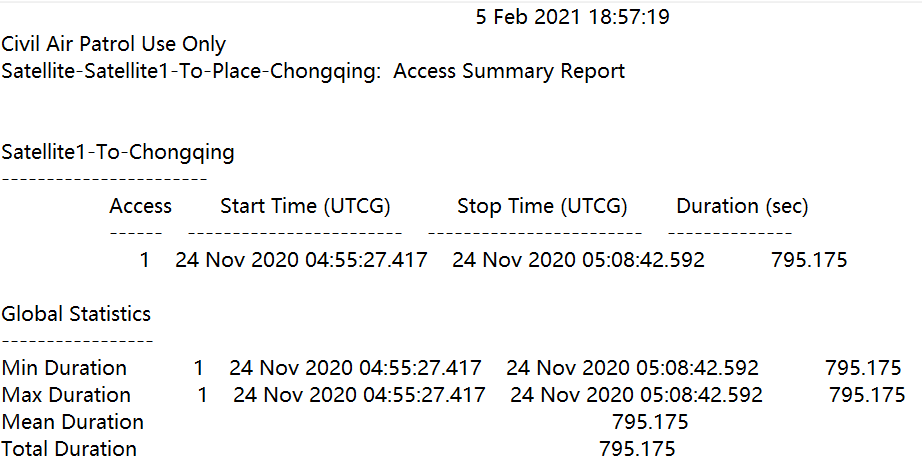 5 Feb 2021 18:57:19
Civil Air Patrol Use Only
Satellite-Satellite1-To-Place-Chongqing:  Access Summary Report
Satellite1-To-Chongqing
-----------------------
Access        Start Time (UTCG)           Stop Time (UTCG)        Duration (sec)
------    ------------------------    ------------------------    --------------
1    24 Nov 2020 04:55:27.417    24 Nov 2020 05:08:42.592           795.175
Global Statistics
-----------------
Min Duration           1    24 Nov 2020 04:55:27.417    24 Nov 2020 05:08:42.592           795.175
Max Duration           1    24 Nov 2020 04:55:27.417    24 Nov 2020 05:08:42.592           795.175
Mean Duration                                                                              795.175
Total Duration                                                                             795.175